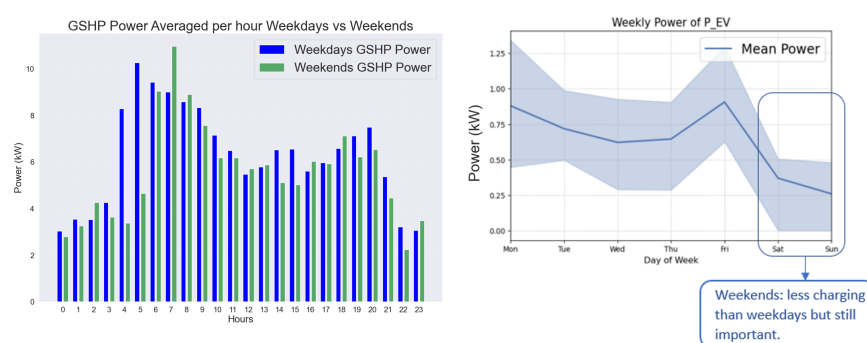 GSHP Power Averaged per hour Weekdays vs Weekends
Weekdays GSHP Power
Weekends GSHP Power
Power (kW)
10
8
6
4
2
0
0 1 2 3 4 5 6 7 8 9 10 11 12 13 14 15 16 17 18 19 20 21 22 23
Hours
Weekly Power of P_EV
Mean Power
Power (kW)
1.25
1.00
0.75
0.50
0.25
0.00
Mon Tue Wed Thu Fri Sat Sun
Day of Week
Weekends: less charging
than weekdays but still
important.